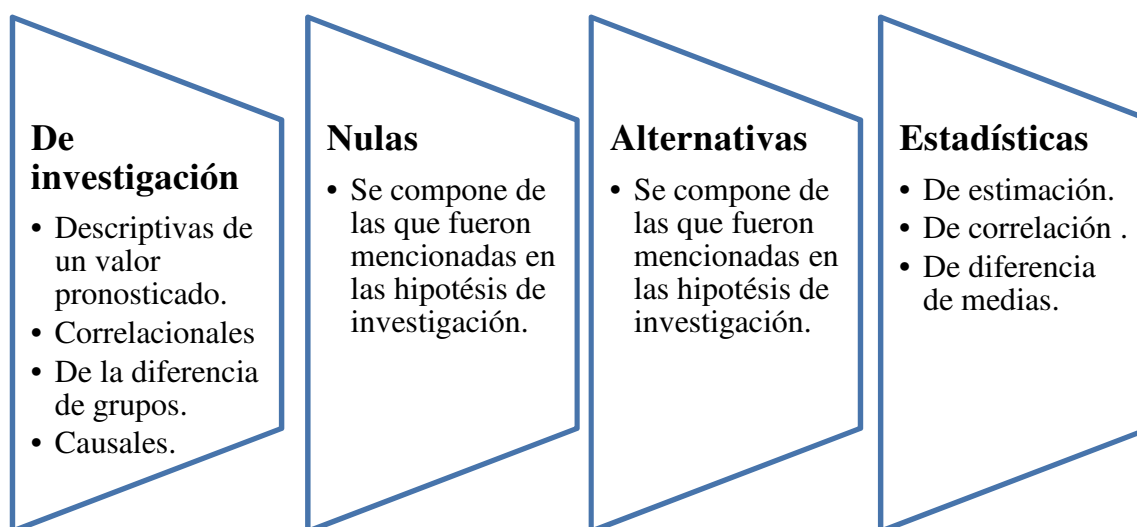 De
investigación
• Descriptivas de
un valor
pronosticado.
• Correlacionales
• De la diferencia
de grupos.
• Causales.
Nulas
• Se compone de
las que fueron
mencionadas en
las hipotésis de
investigación.
Alternativas
• Se compone de
las que fueron
mencionadas en
las hipotésis de
investigación.
Estadísticas
• De estimación.
• De correlación .
• De diferencia
de medias.